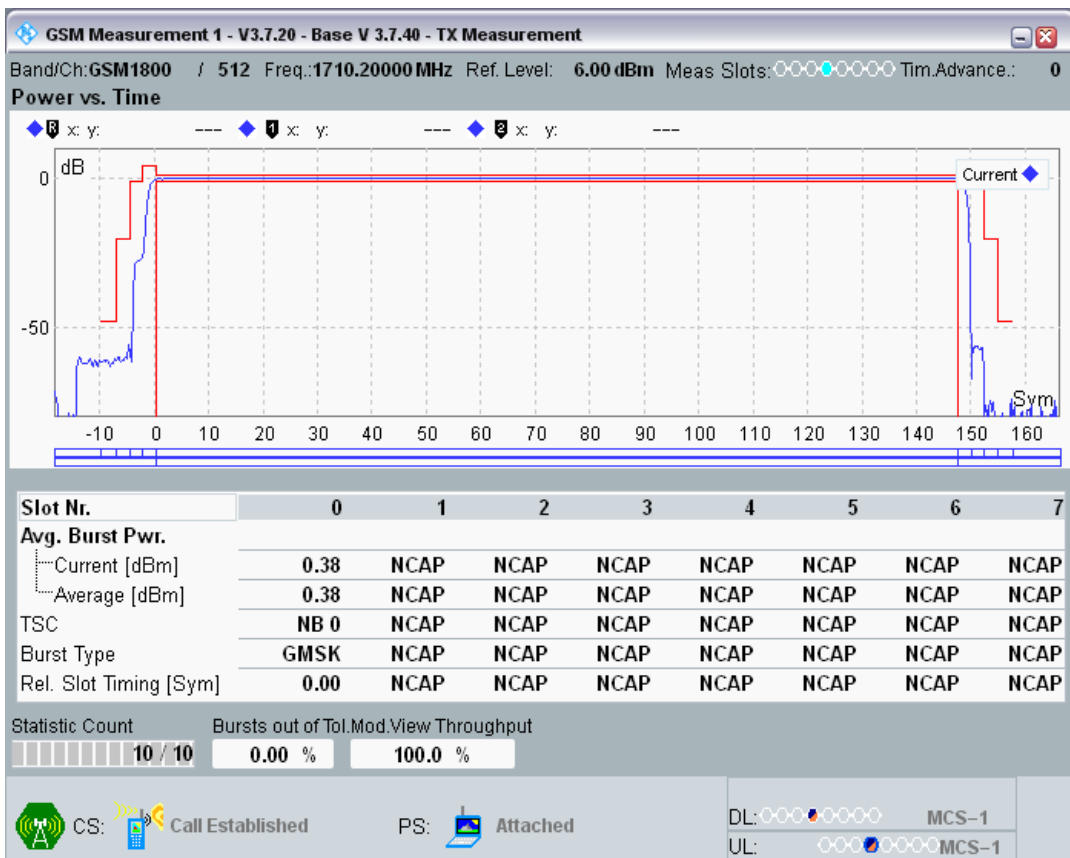 GSM Measurement 1 - V3.7.20 - Base V 3.7.40 - TX Measurement
Band/Ch:GSM1800 / 512 Freq.:1710.20000 MHz Ref. Level: 6.00 dBm Meas Slots: Tim.Advance.: 0
Power vs. Time
R x: y: --- 1 x: y: --- 2 x: y: ---
dB
0
Current
-50
Sym
-10 0 10 20 30 40 50 60 70 80 90 100 110 120 130 140 150 160
Slot Nr. 0 1 2 3 4 5 6 7
Avg. Burst Pwr.
Current [dBm] 0.38 NCAP NCAP NCAP NCAP NCAP NCAP NCAP
Average [dBm] 0.38 NCAP NCAP NCAP NCAP NCAP NCAP NCAP
TSC NB 0 NCAP NCAP NCAP NCAP NCAP NCAP NCAP
Burst Type GMSK NCAP NCAP NCAP NCAP NCAP NCAP NCAP
Rel. Slot Timing [Sym] 0.00 NCAP NCAP NCAP NCAP NCAP NCAP NCAP
Statistic Count Bursts out of Tol.Mod.View Throughput
10 / 10 0.00 % 100.0 %
CS: Call Established PS: Attached
DL: MCS-1
UL: MCS-1